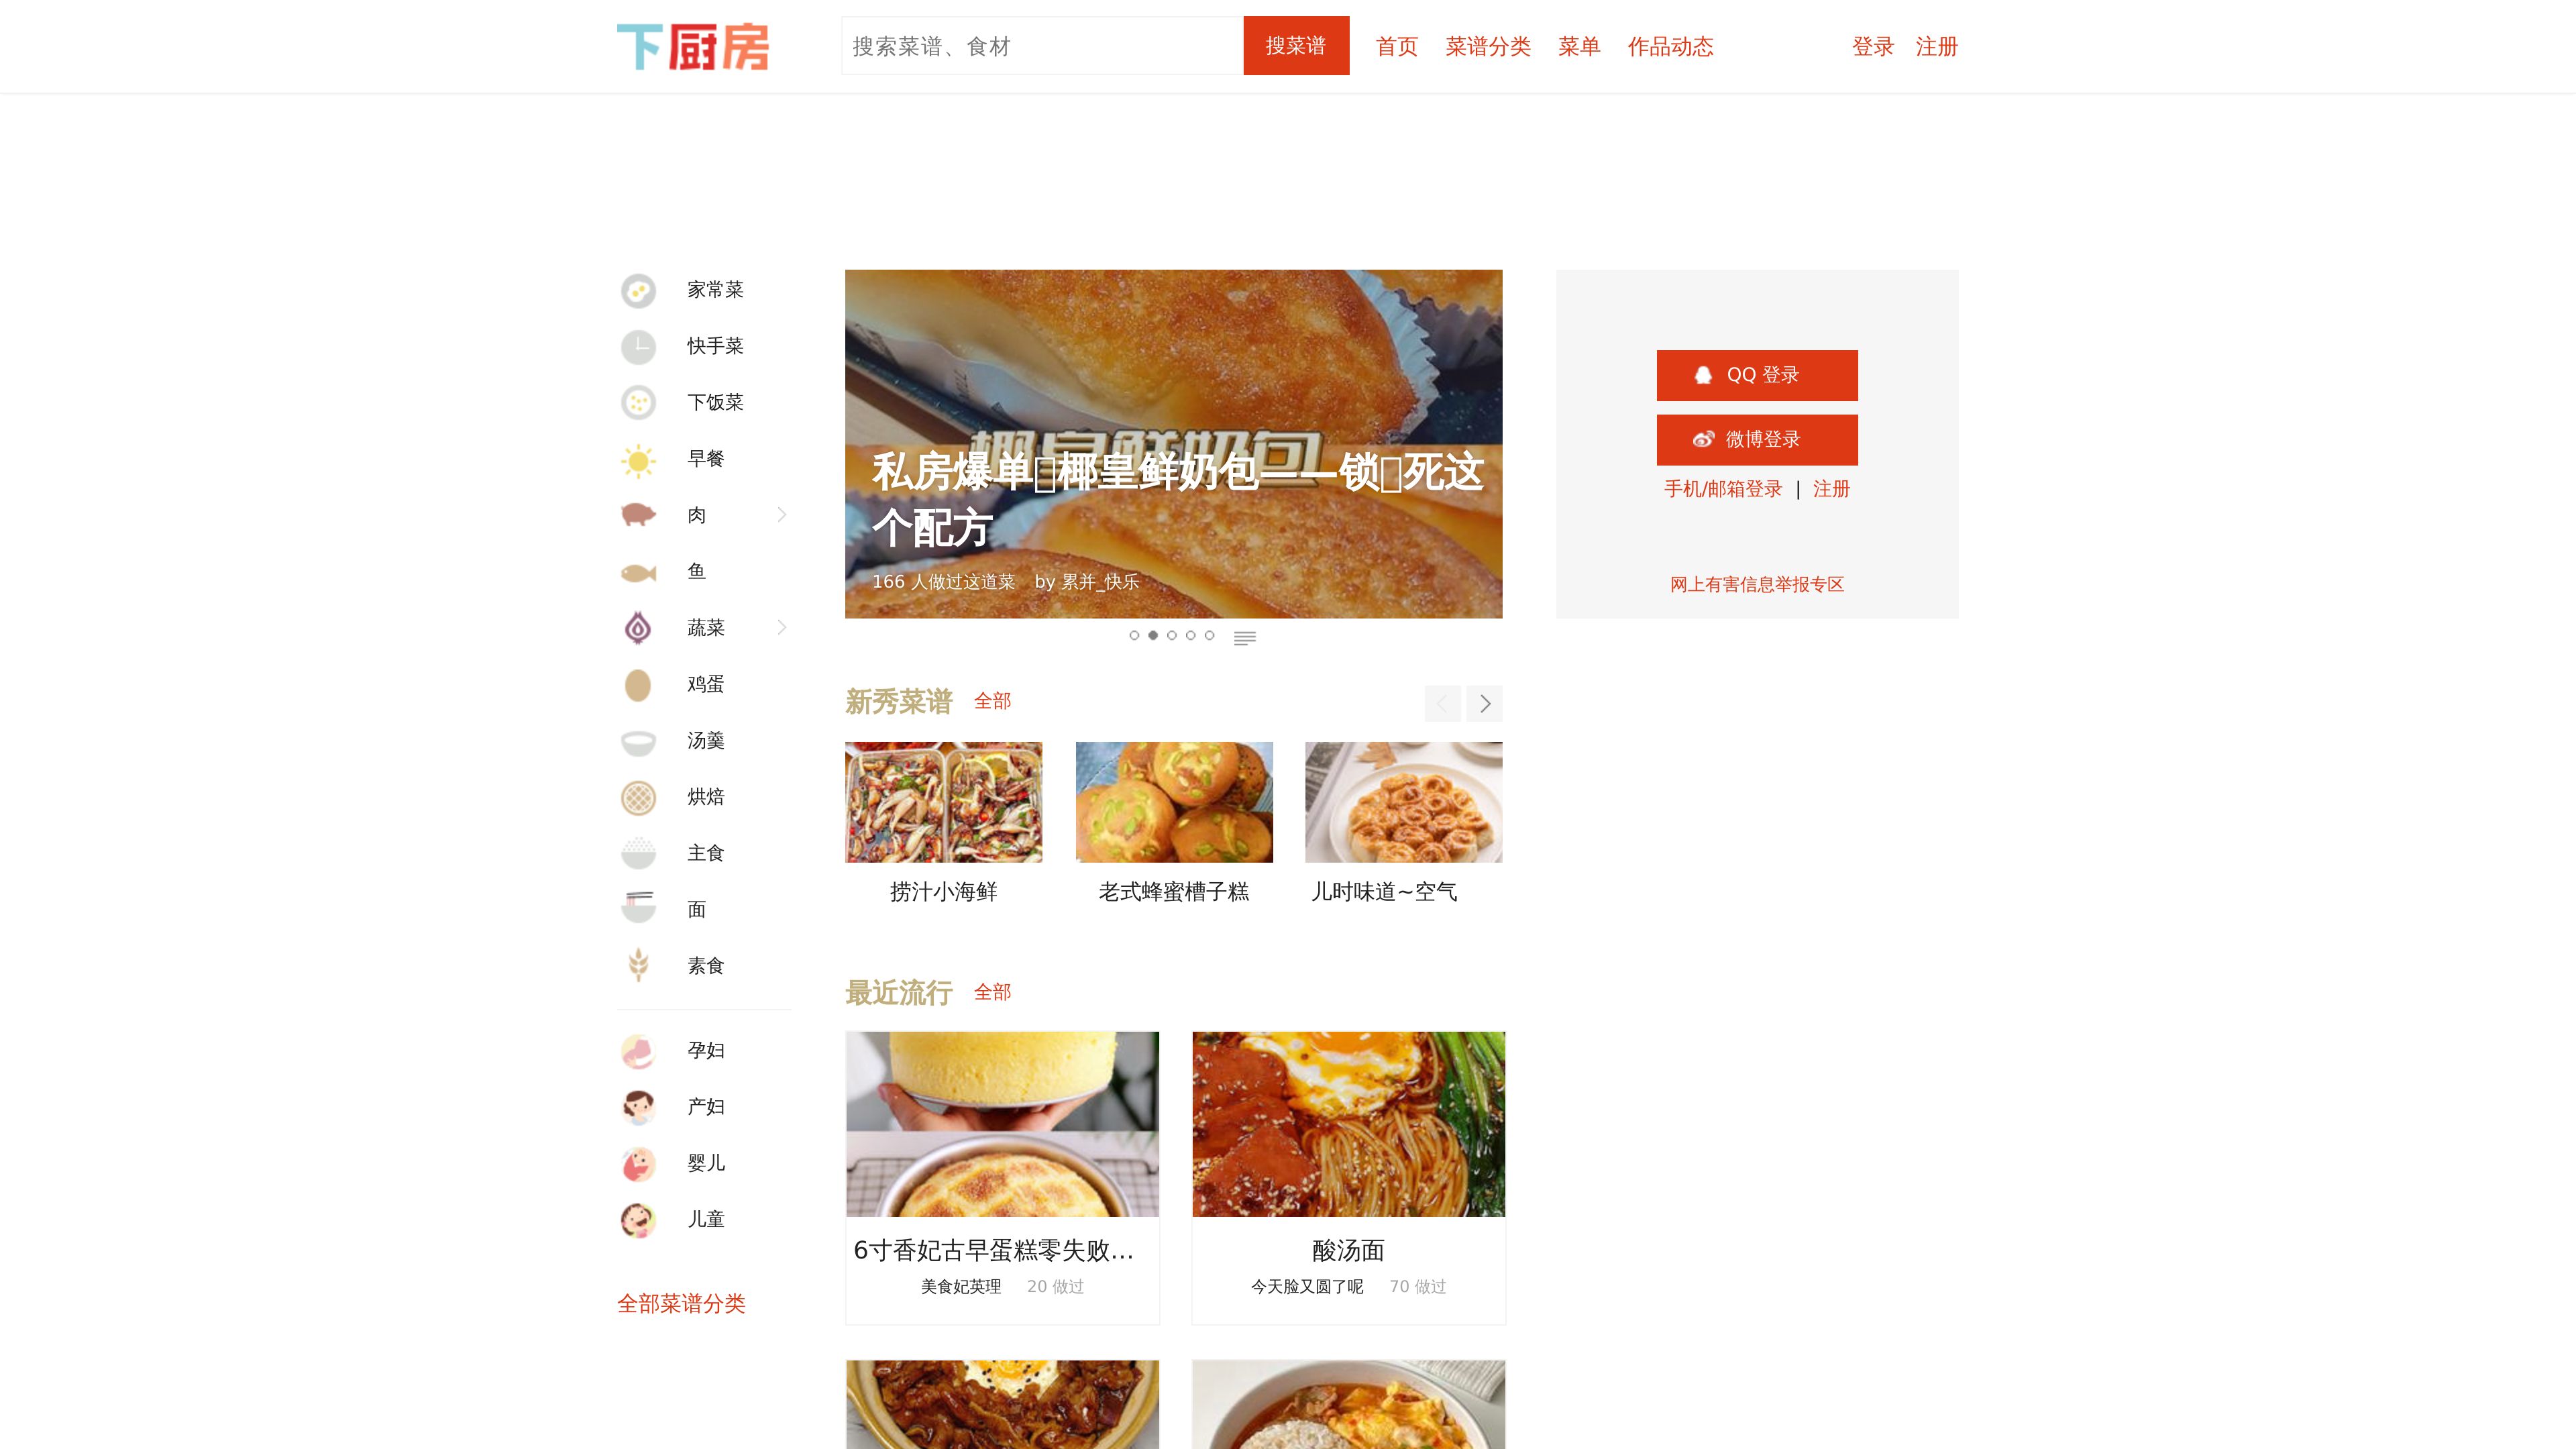 下厨房
搜索菜谱、食材
搜菜谱
首页 菜谱分类 菜单 作品动态
登录 注册
家常菜
快手菜
下饭菜
早餐
肉
鱼
蔬菜
鸡蛋
汤羹
烘焙
主食
面
素食
孕妇
产妇
婴儿
儿童
全部菜谱分类
椰皇鲜奶包
私房爆单▯椰皇鲜奶包——锁▯死这
个配方
166 人做过这道菜 by 累并_快乐
QQ 登录
微博登录
手机/邮箱登录 | 注册
网上有害信息举报专区
新秀菜谱 全部
捞汁小海鲜
老式蜂蜜槽子糕
儿时味道~空气
最近流行 全部
6寸香妃古早蛋糕零失败...
美食妃英理 20 做过
酸汤面
今天脸又圆了呢 70 做过